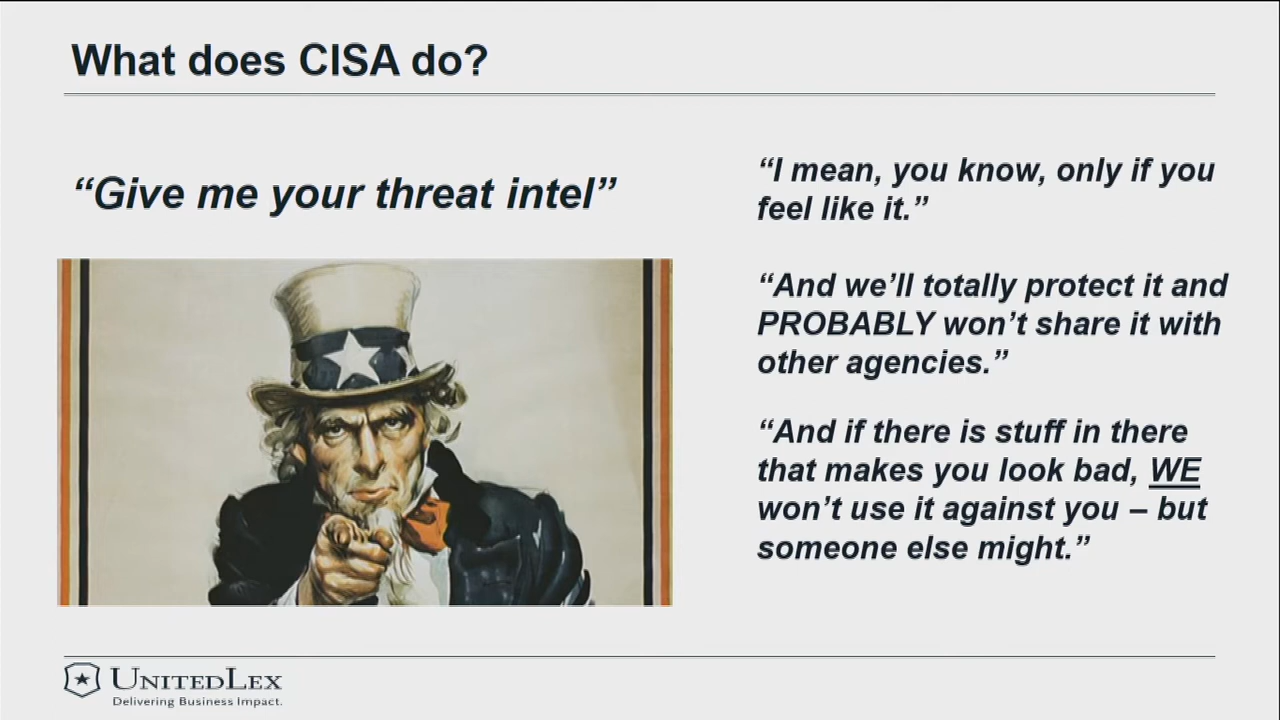 What does CISA do?
“Give me your threat intel”
“I mean, you know, only if you
feel like it.”
“And we’ll totally protect it and
PROBABLY won’t share it with
other agencies.”
“And if there is stuff in there
that makes you look bad, WE
won’t use it against you – but
someone else might.”
UNITEDLEX
Delivering Business Impact.